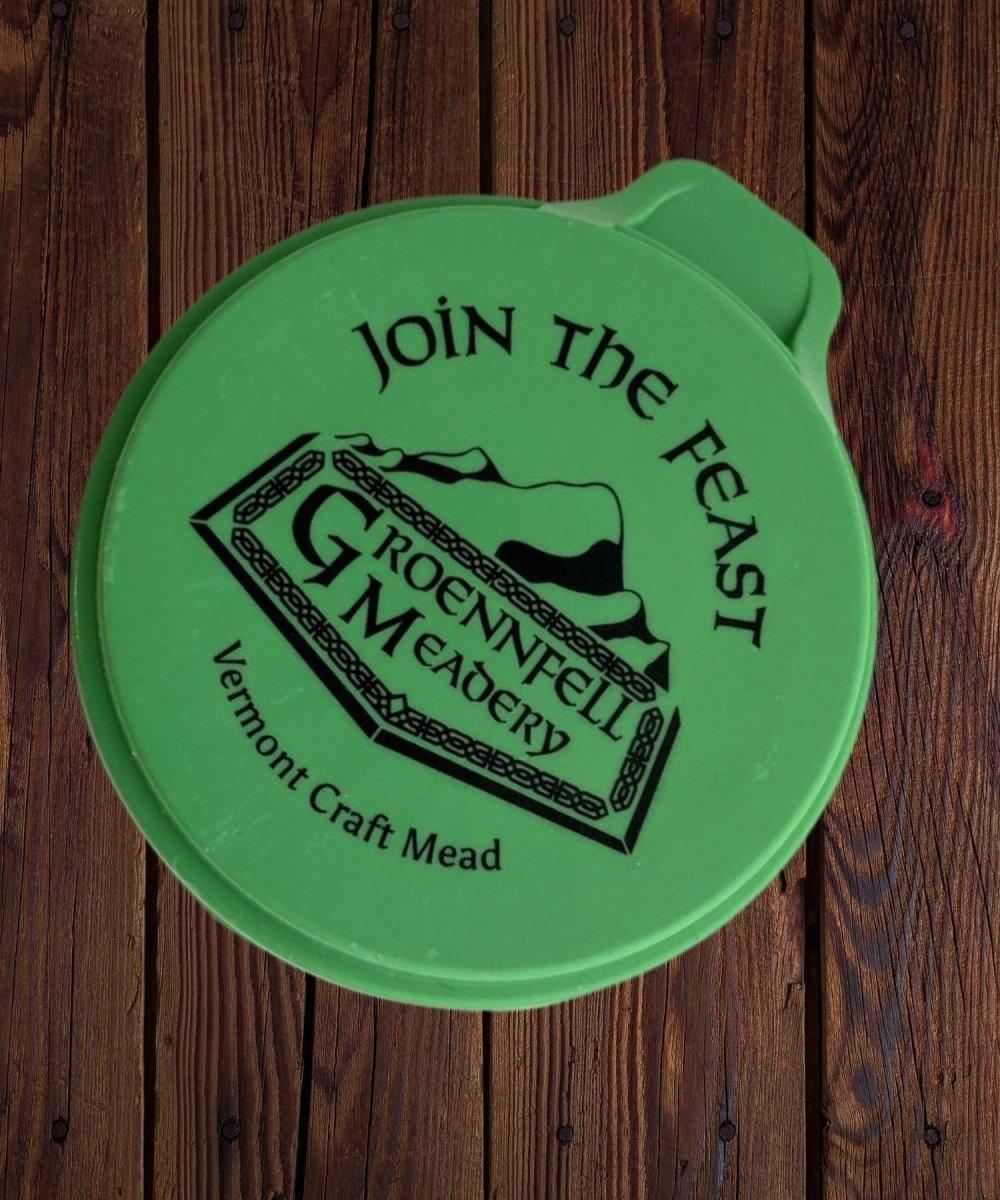 Join The Feast
Groennfell
Meadery
Vermont Craft Mead